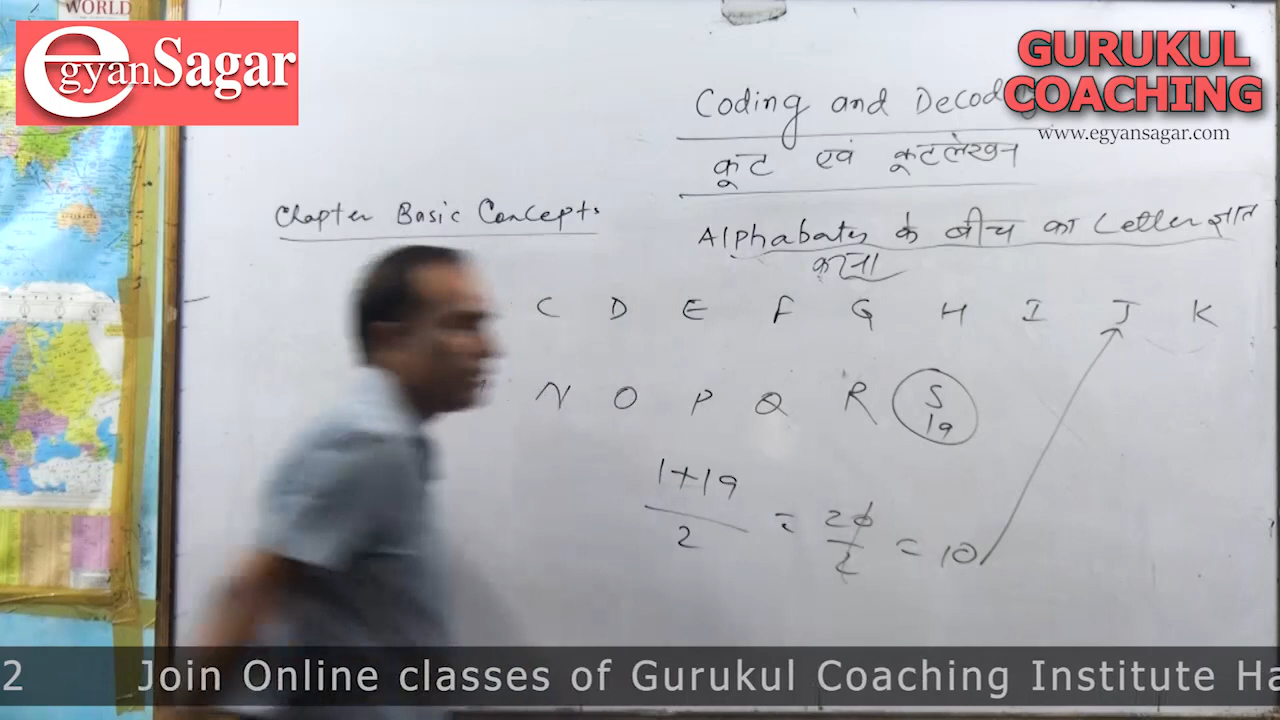 WORLD
egyanSagar
GURUKUL
COACHING
www.egyansagar.com
Coding and Decod
कूट एवं कूटलेखन
Chapter Basic Concepts
Alphabates के बीच का Letter ज्ञात
करना
C D E F G H I J K
N O P Q R S
19
1+19
2
= 20
2
= 10
2 Join Online classes of Gurukul Coaching Institute Ha